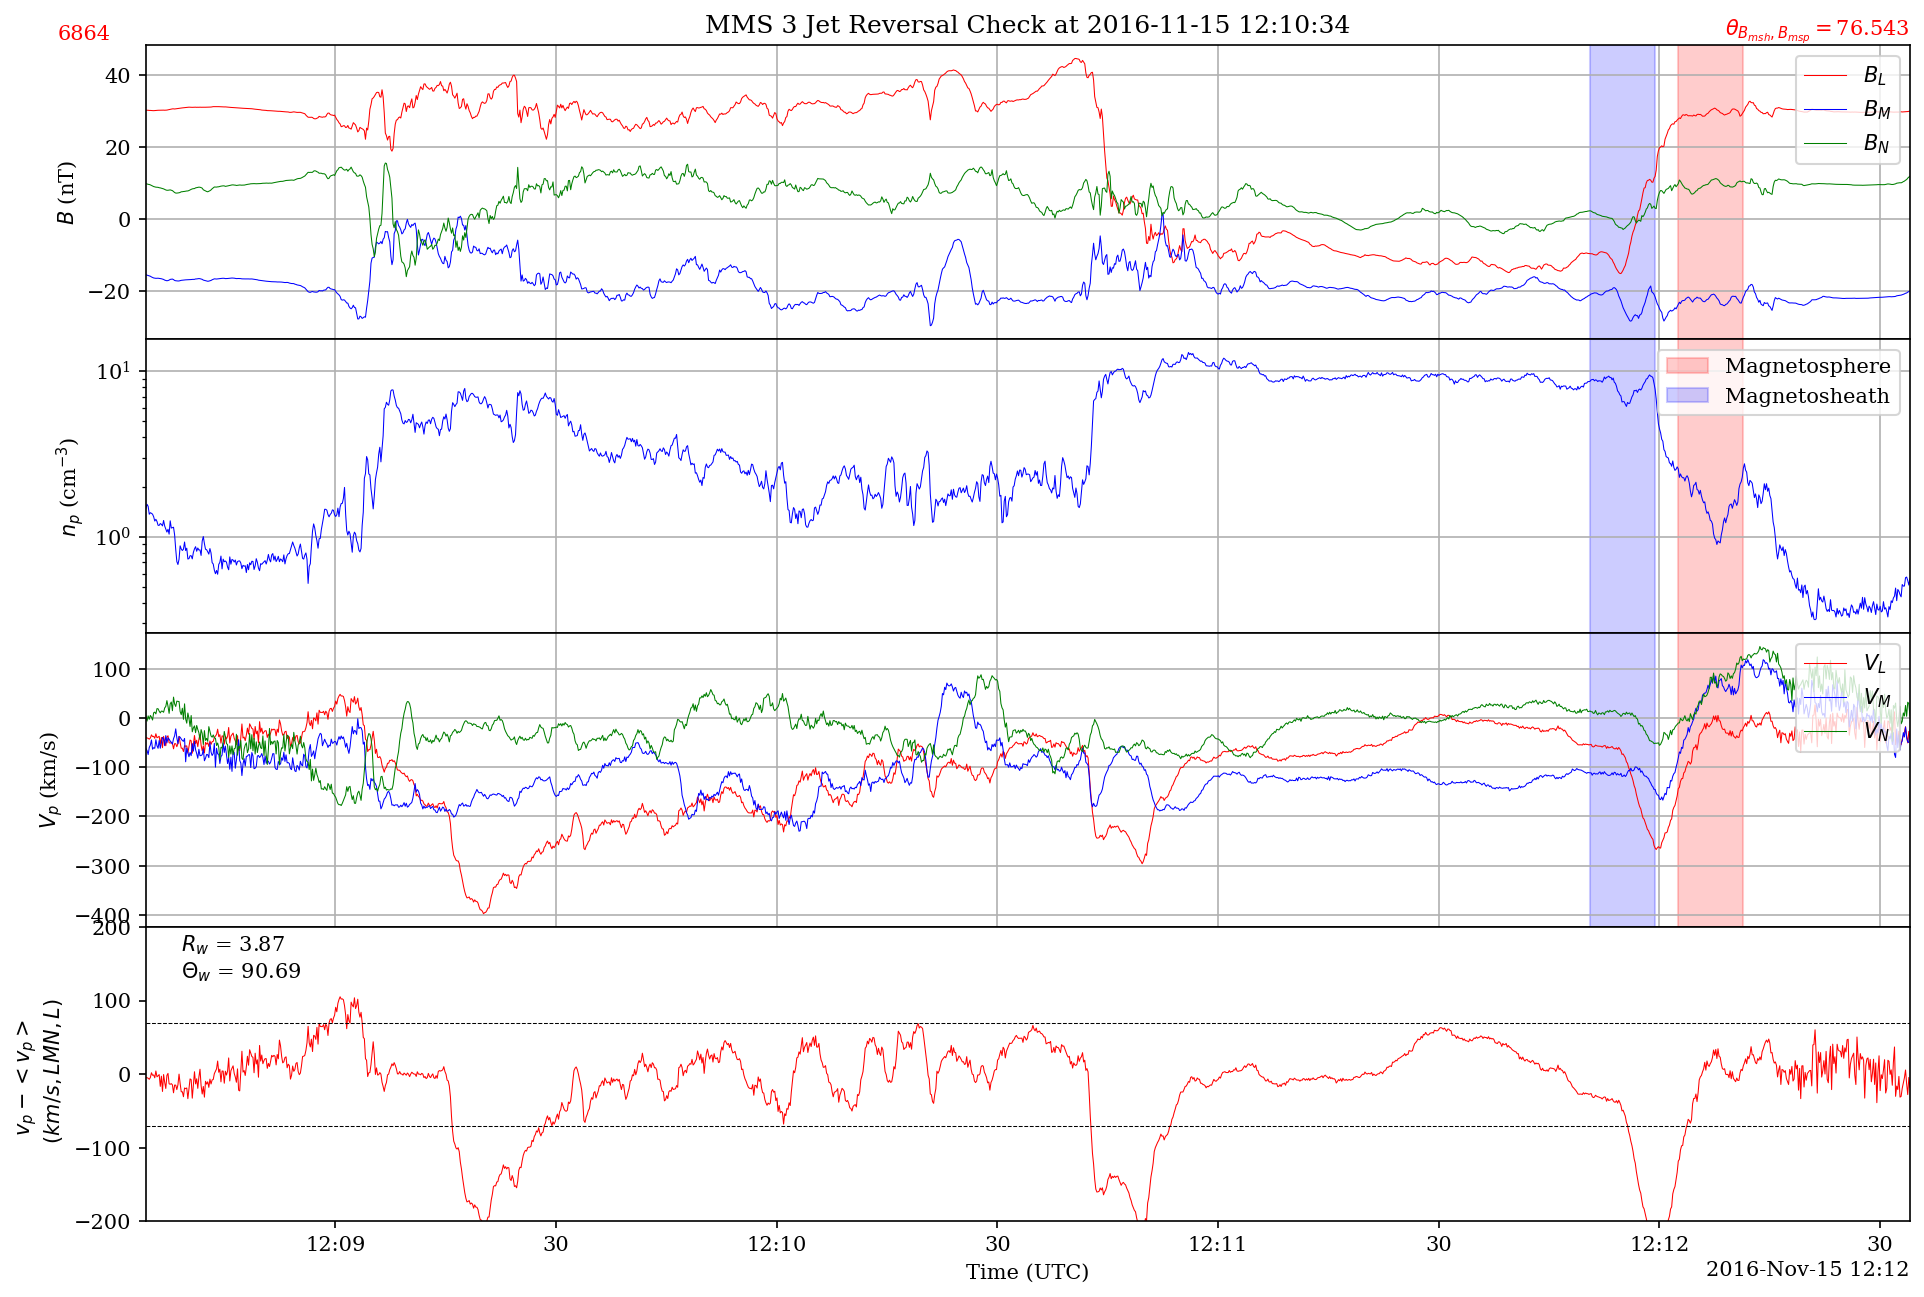 MMS 3 Jet Reversal Check at 2016-11-15 12:10:34
6864
θ_{B_{msh}, B_{msp}} = 76.543
40
20
0
−20
B (nT)
B_L
B_M
B_N
10^1
10^0
n_p (cm^{−3})
Magnetosphere
Magnetosheath
100
0
−100
−200
−300
−400
V_p (km/s)
V_L
V_M
V_N
200
100
0
−100
−200
v_p − < v_p >
(km/s, LMN, L)
R_w = 3.87
Θ_w = 90.69
12:09
30
12:10
30
12:11
30
12:12
30
Time (UTC)
2016-Nov-15 12:12